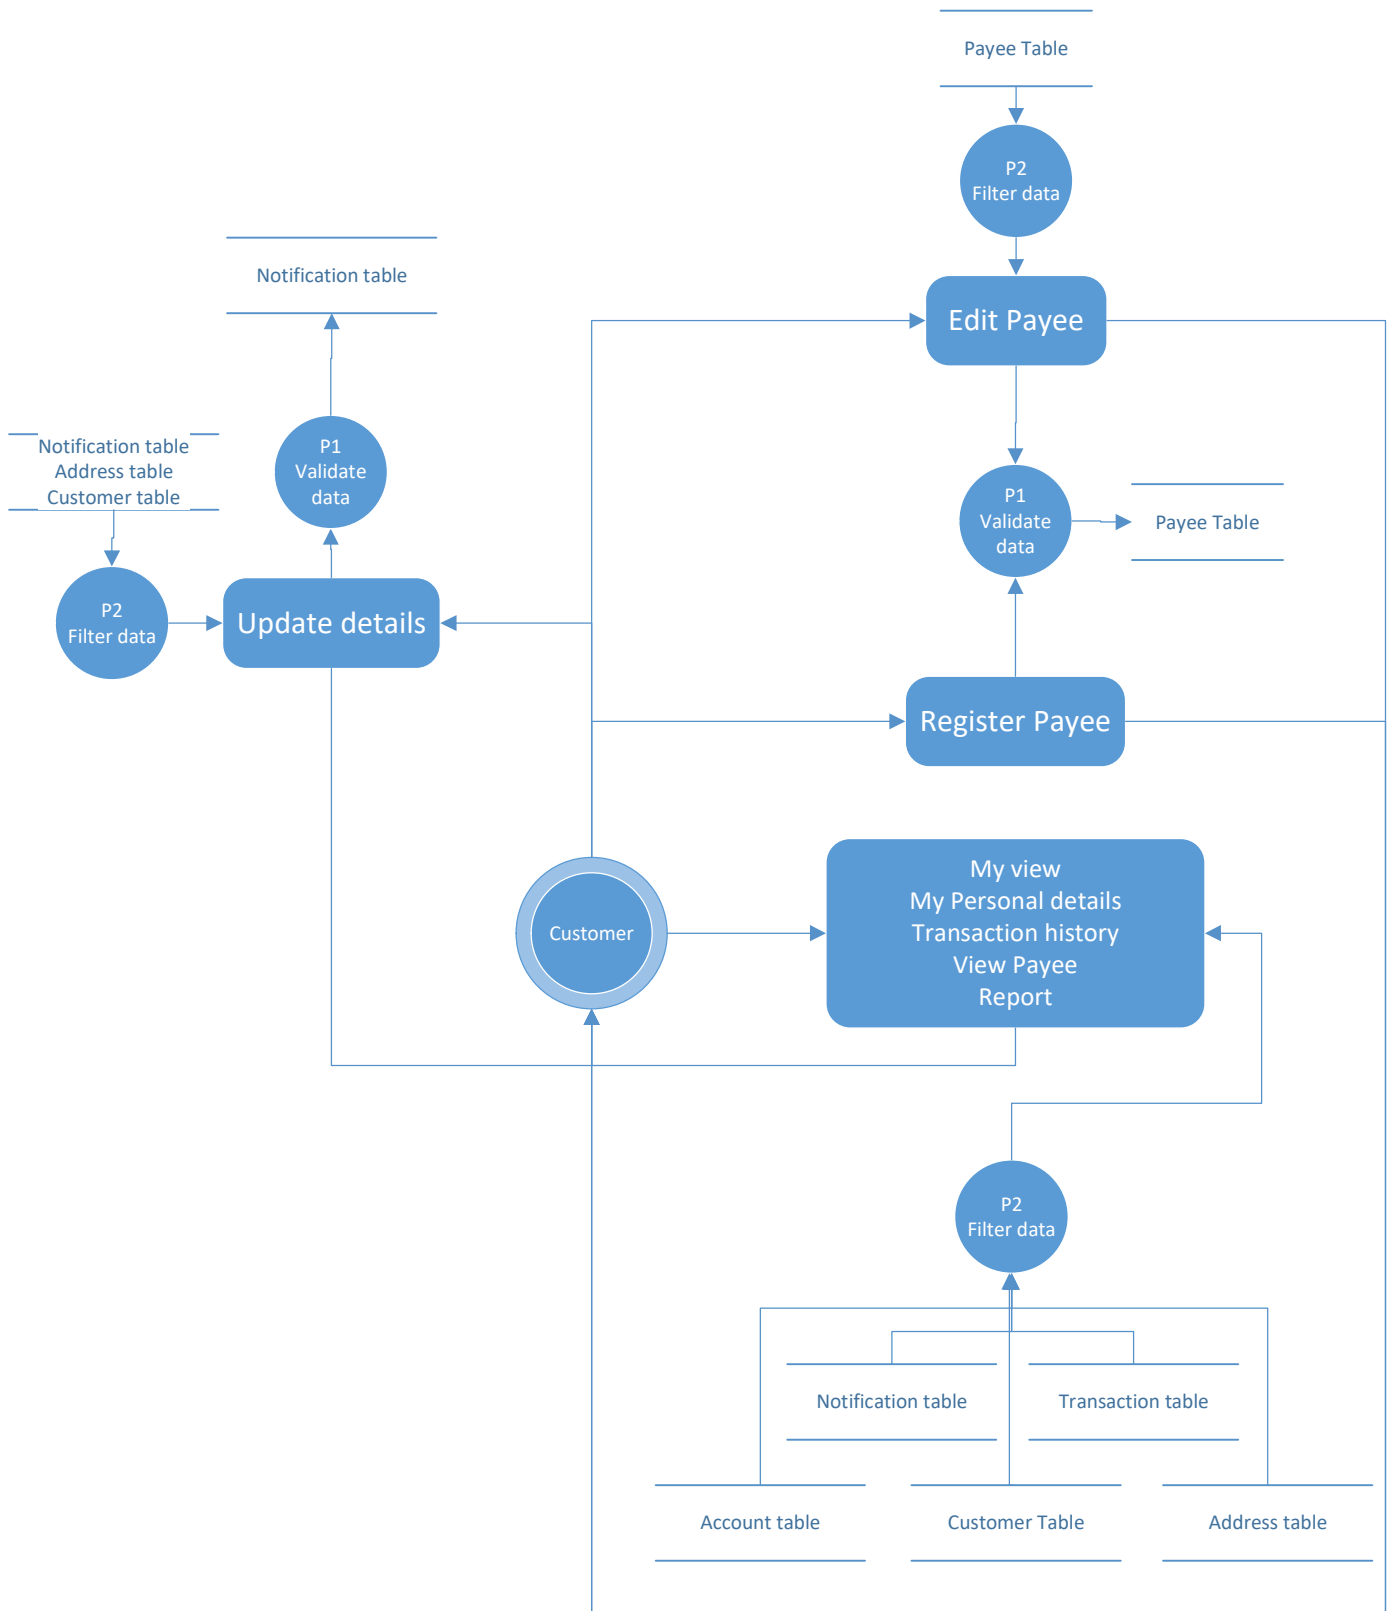 Payee Table
P2
Filter data
Notification table
Edit Payee
Notification table
Address table
Customer table
P1
Validate
data
P1
Validate
data
Payee Table
P2
Filter data
Update details
Register Payee
My view
My Personal details
Transaction history
View Payee
Report
Customer
P2
Filter data
Notification table
Transaction table
Account table
Customer Table
Address table